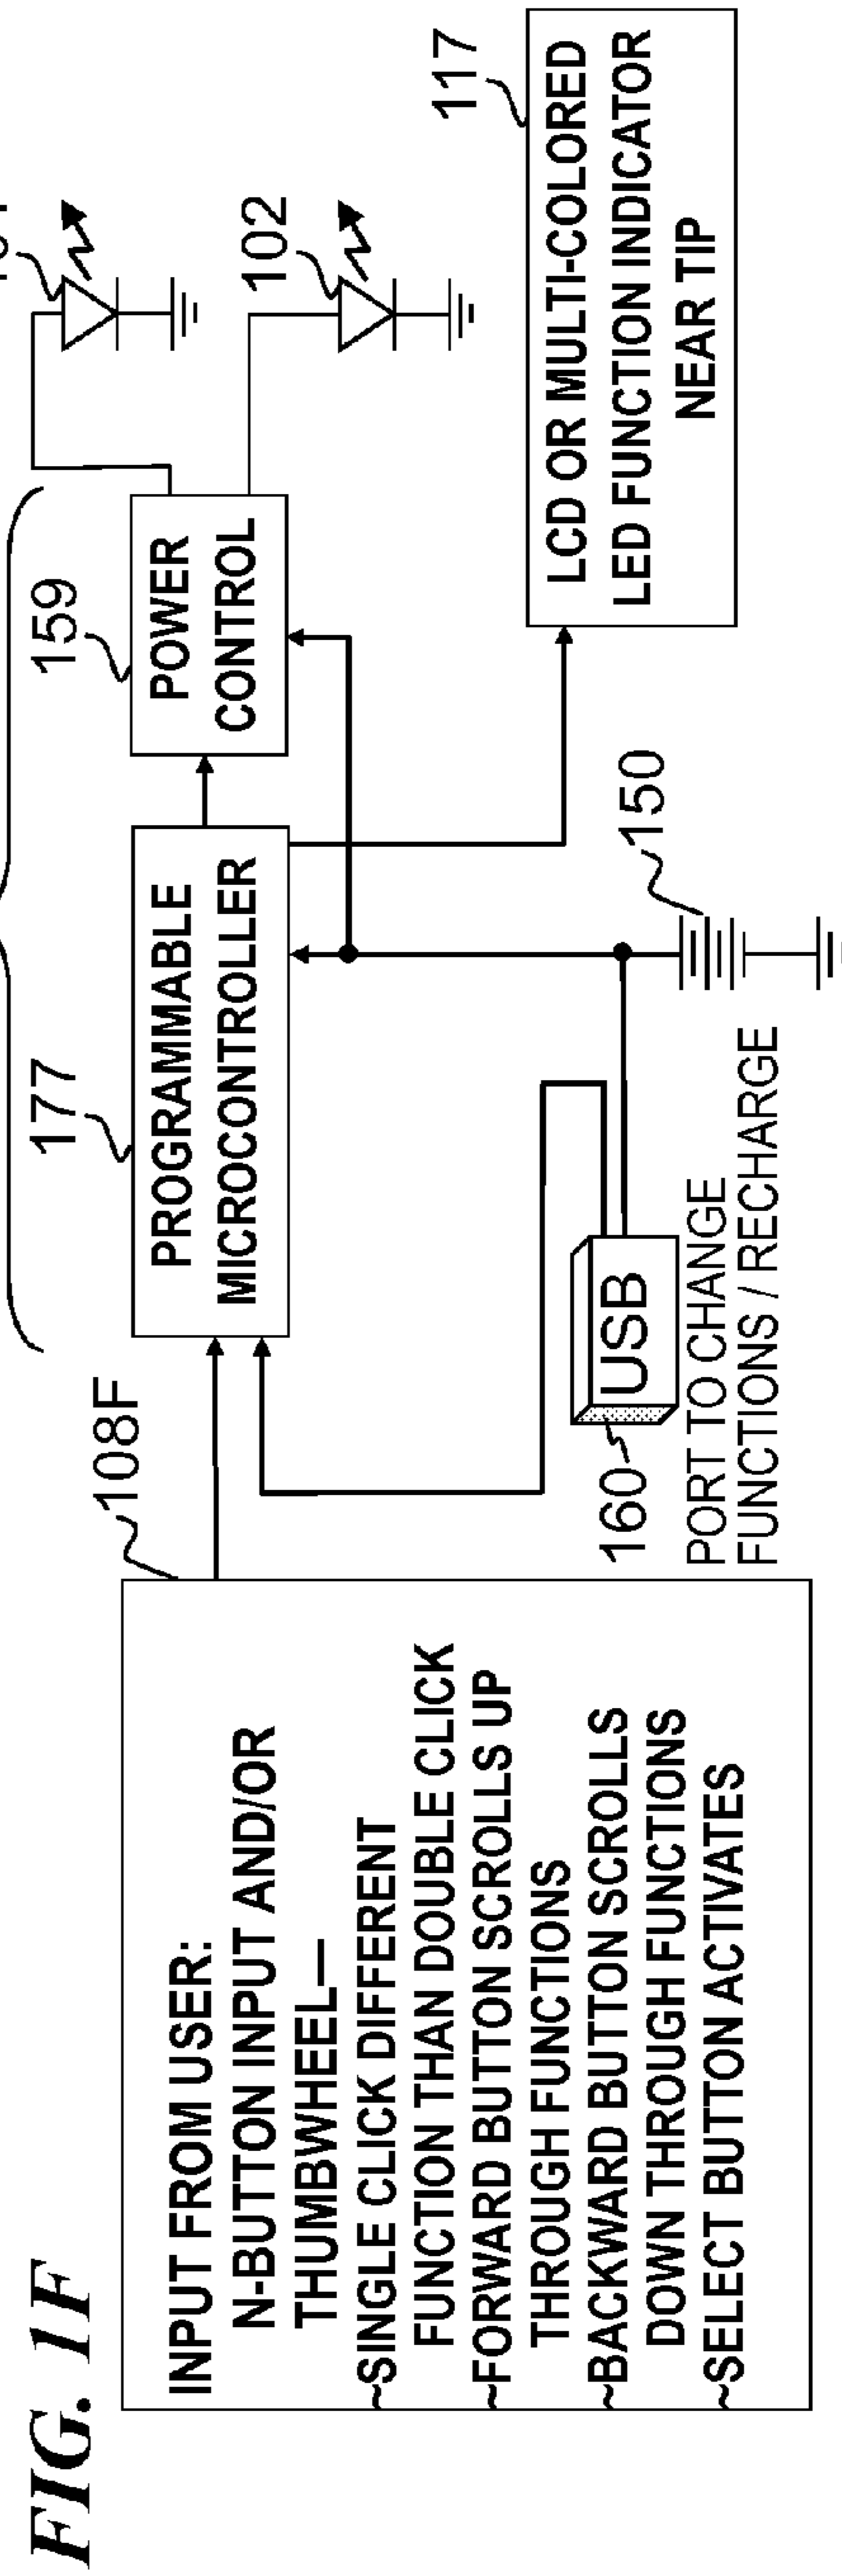 FIG. 1F
108F
INPUT FROM USER:
N-BUTTON INPUT AND/OR
THUMBWHEEL—
~SINGLE CLICK DIFFERENT
FUNCTION THAN DOUBLE CLICK
~FORWARD BUTTON SCROLLS UP
THROUGH FUNCTIONS
~BACKWARD BUTTON SCROLLS
DOWN THROUGH FUNCTIONS
~SELECT BUTTON ACTIVATES
177
PROGRAMMABLE
MICROCONTROLLER
159
POWER
CONTROL
102
160
USB
PORT TO CHANGE
FUNCTIONS / RECHARGE
150
117
LCD OR MULTI-COLORED
LED FUNCTION INDICATOR
NEAR TIP